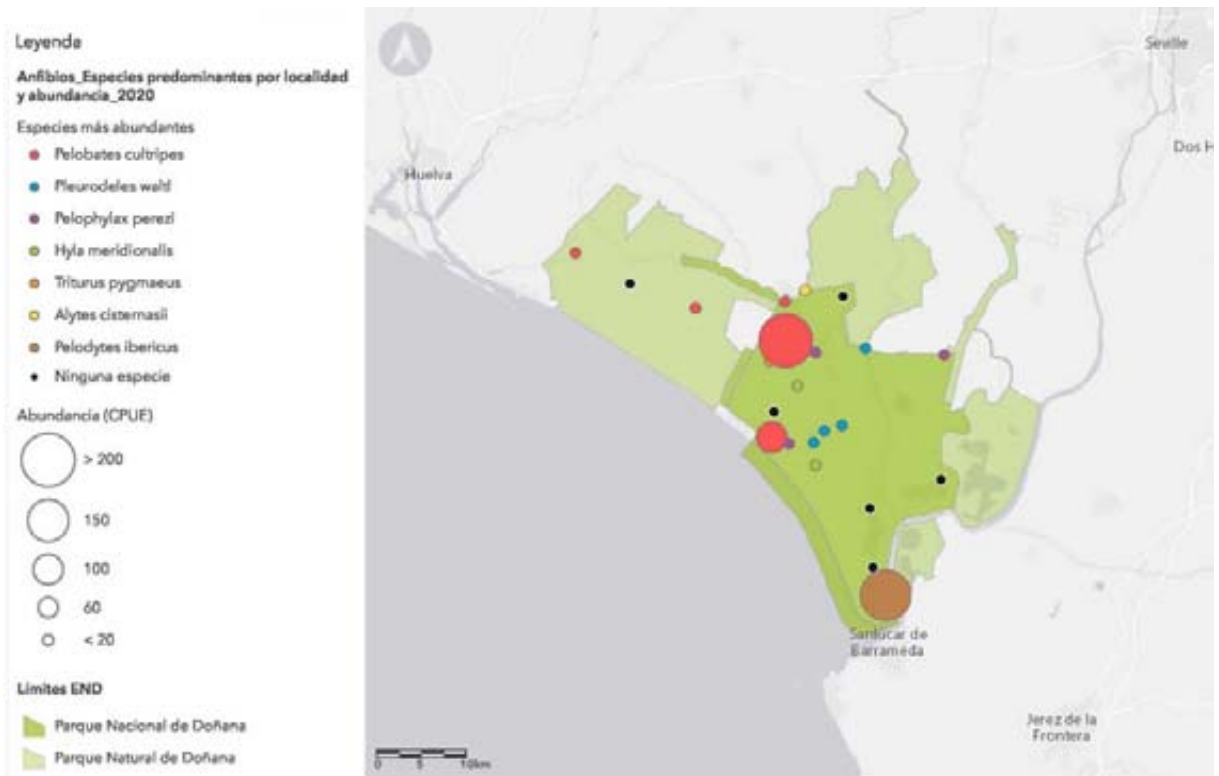 Leyenda
Anfibios_Especies predominantes por localidad
y abundancia_2020
Especies más abundantes
Pelobates cultripes
Pleurodeles waltl
Pelophylax perezi
Hyla meridionalis
Triturus pygmaeus
Alytes cisternasii
Pelodytes ibericus
Ninguna especie
Abundancia (CPUE)
> 200
150
100
60
< 20
Límites END
Parque Nacional de Doñana
Parque Natural de Doñana
Seville
Dos H
Huelva
Sanlúcar de
Barrameda
Jerez de la
Frontera
0 5 10km